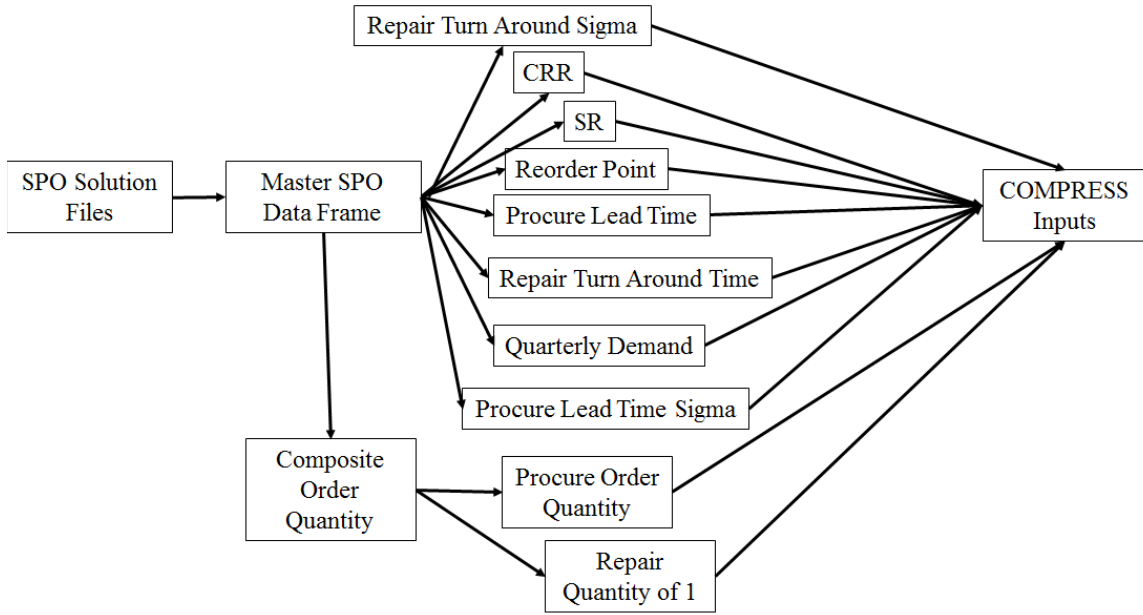 Repair Turn Around Sigma
CRR
SR
SPO Solution
Files
Master SPO
Data Frame
Reorder Point
Procure Lead Time
COMPRESS
Inputs
Repair Turn Around Time
Quarterly Demand
Procure Lead Time Sigma
Composite
Order
Quantity
Procure Order
Quantity
Repair
Quantity of 1